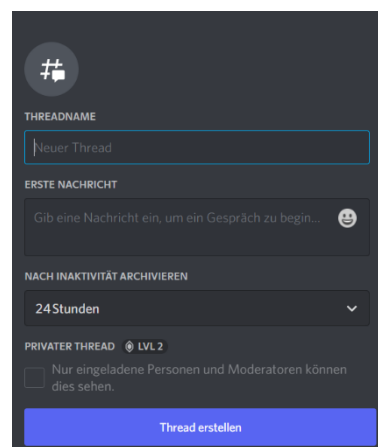 THREADNAME
Neuer Thread
ERSTE NACHRICHT
Gib eine Nachricht ein, um ein Gespräch zu begin...
NACH INAKTIVITÄT ARCHIVIEREN
24 Stunden
PRIVATER THREAD LVL 2
Nur eingeladene Personen und Moderatoren können
dies sehen.
Thread erstellen